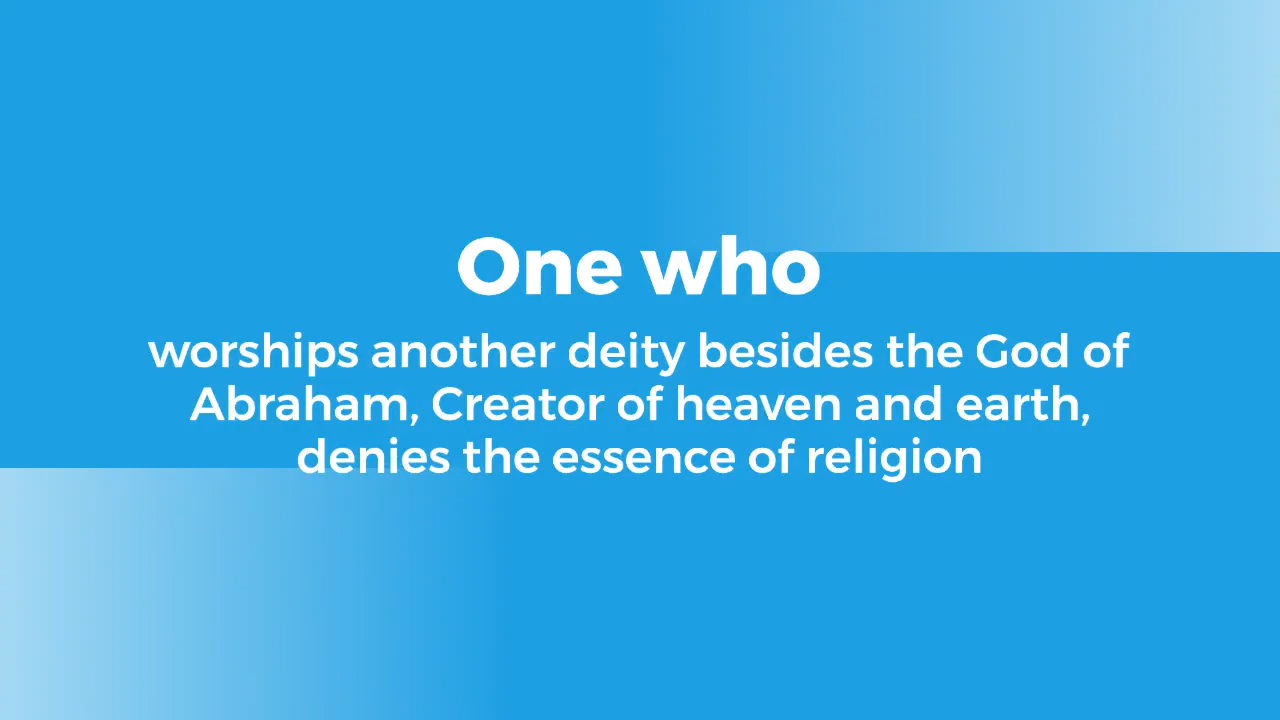 One who
worships another deity besides the God of
Abraham, Creator of heaven and earth,
denies the essence of religion